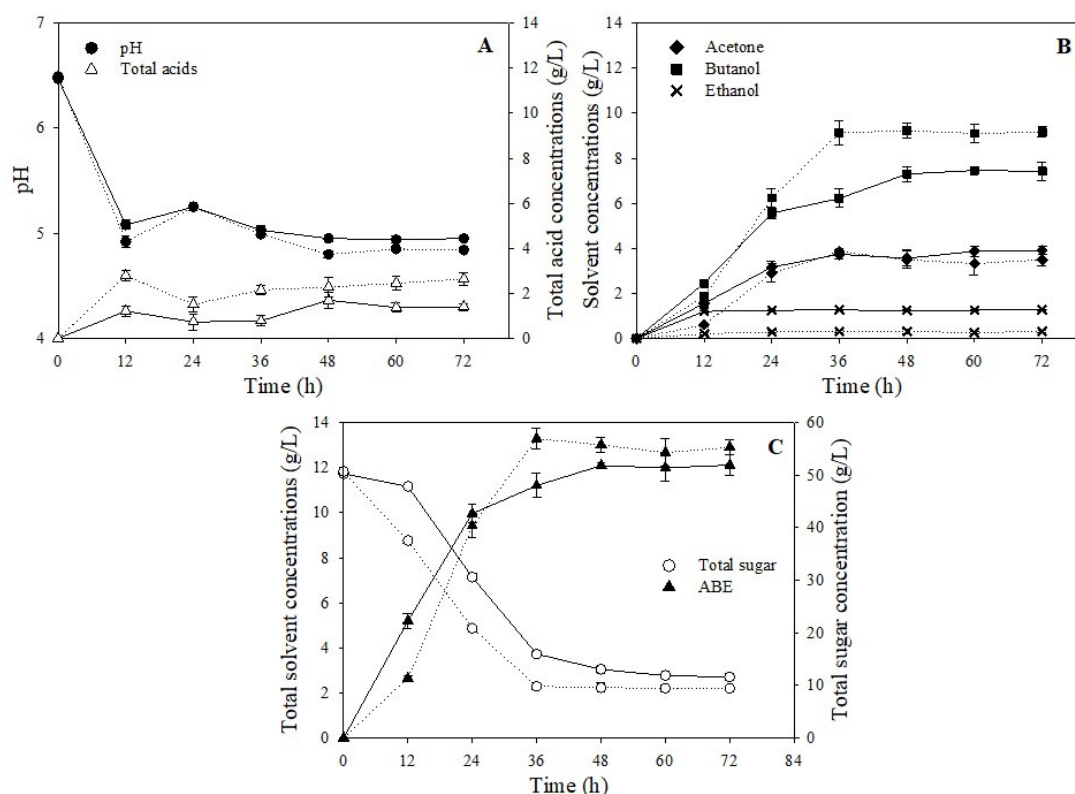 A
pH
Total acids
7
6
5
4
pH
14
12
10
8
6
4
2
0
Total acid concentrations (g/L)
0 12 24 36 48 60 72
Time (h)
B
Acetone
Butanol
Ethanol
14
12
10
8
6
4
2
0
Solvent concentrations (g/L)
0 12 24 36 48 60 72
Time (h)
C
Total sugar
ABE
14
12
10
8
6
4
2
0
Total solvent concentrations (g/L)
60
50
40
30
20
10
0
Total sugar concentration (g/L)
0 12 24 36 48 60 72 84
Time (h)